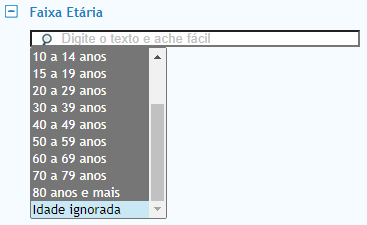 Faixa Etária
Digite o texto e ache fácil
10 a 14 anos
15 a 19 anos
20 a 29 anos
30 a 39 anos
40 a 49 anos
50 a 59 anos
60 a 69 anos
70 a 79 anos
80 anos e mais
Idade ignorada